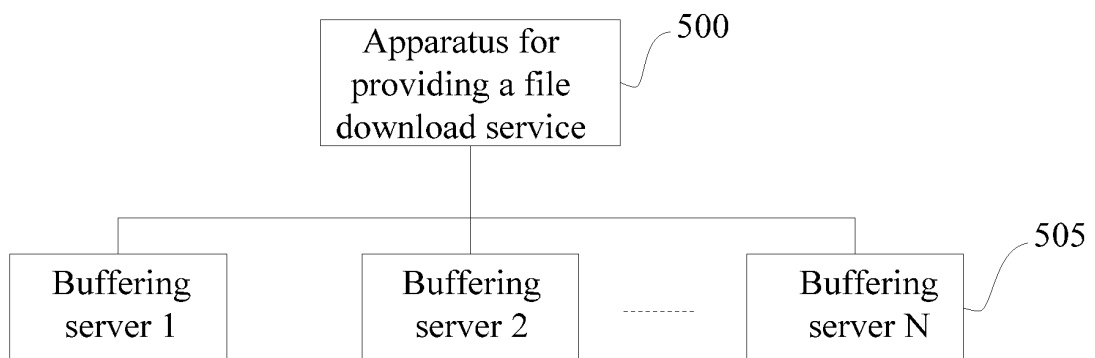 Apparatus for
providing a file
download service
500
505
Buffering
server 1
Buffering
server 2
Buffering
server N